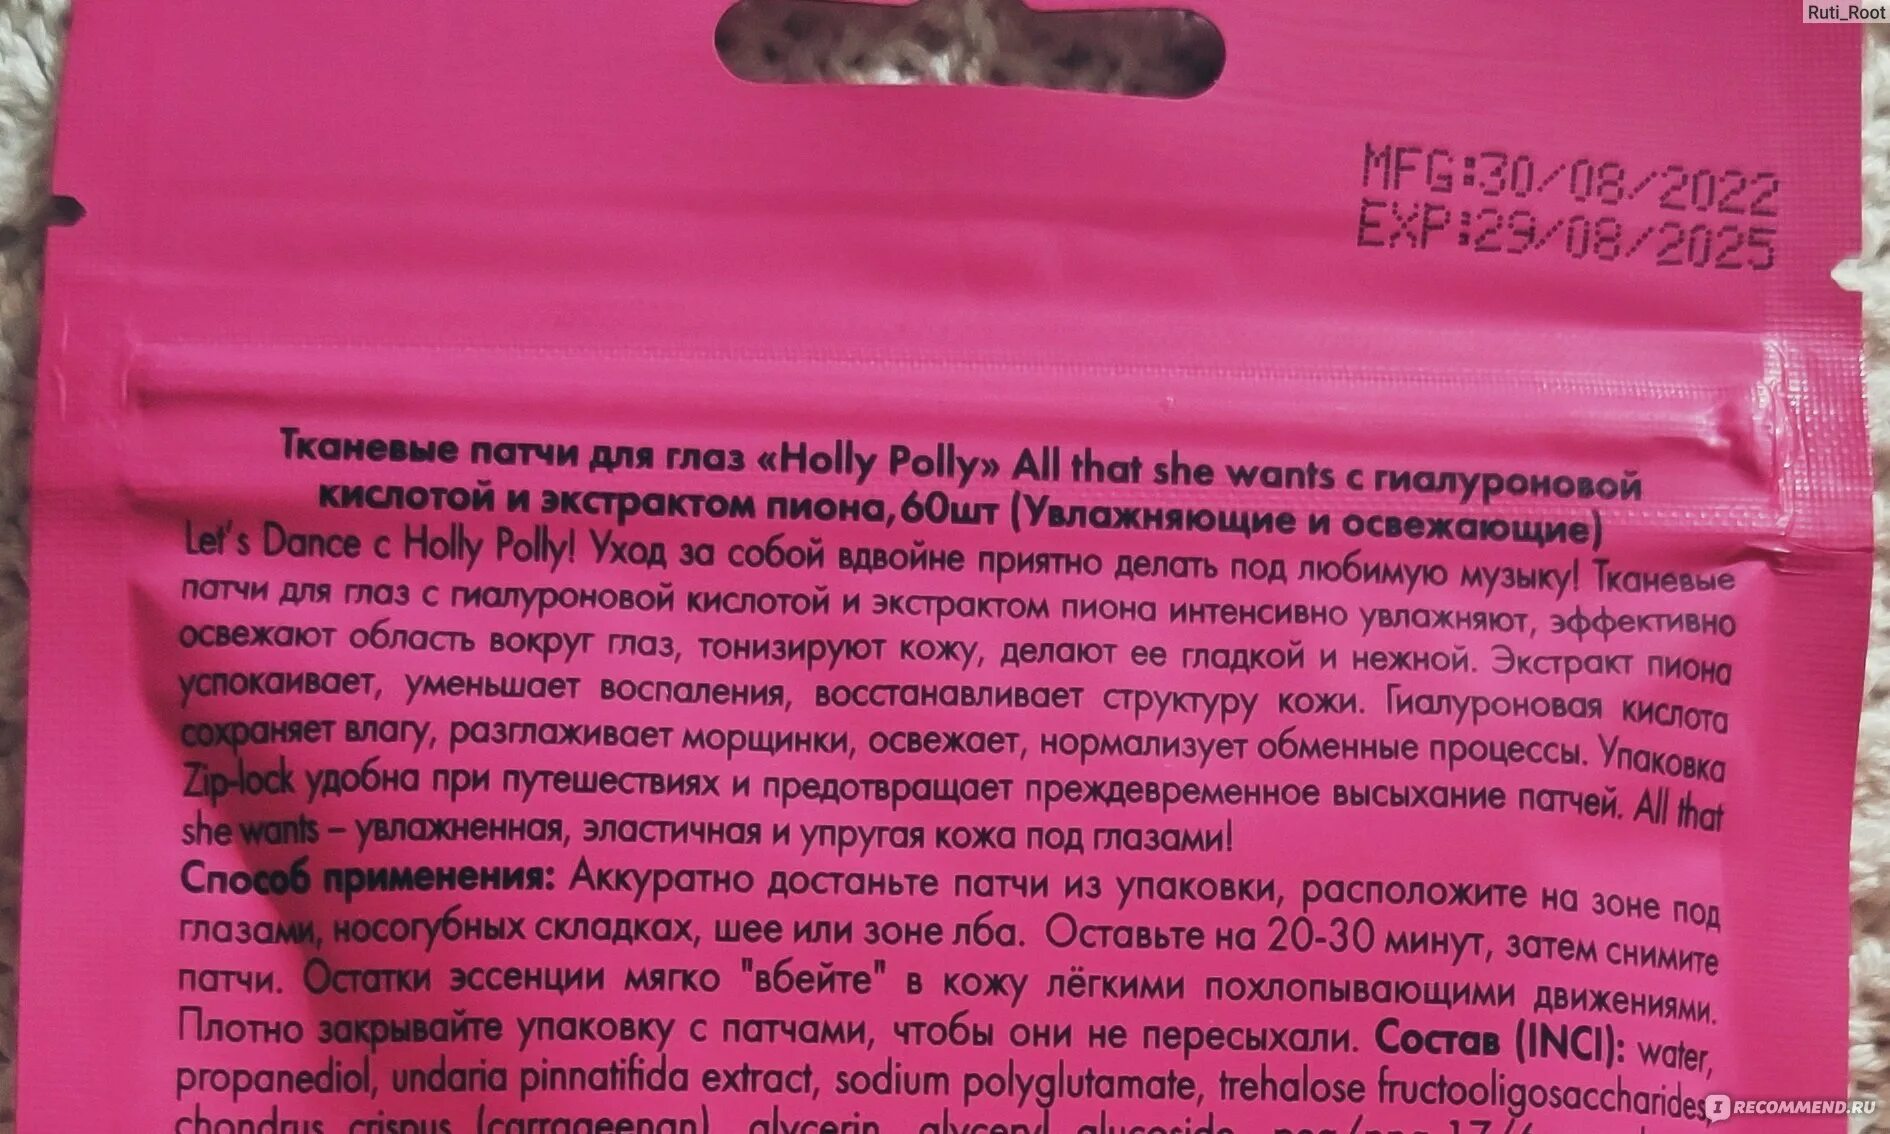 Ruti_Root
MFG:30/08/2022
EXP:29/08/2025
Тканевые патчи для глаз «Holly Polly» All that she wants с гиалуроновой
кислотой и экстрактом пиона,60шт (Увлажняющие и освежающие)
Let's Dance с Holly Polly! Уход за собой вдвойне приятно делать под любимую музыку! Тканевые
патчи для глаз с гиалуроновой кислотой и экстрактом пиона интенсивно увлажняют, эффективно
освежают область вокруг глаз, тонизируют кожу, делают ее гладкой и нежной. Экстракт пиона
успокаивает, уменьшает воспаления, восстанавливает структуру кожи. Гиалуроновая кислота
сохраняет влагу, разглаживает морщинки, освежает, нормализует обменные процессы. Упаковка
Zip-lock удобна при путешествиях и предотвращает преждевременное высыхание патчей. All that
she wants – увлажненная, эластичная и упругая кожа под глазами!
Способ применения: Аккуратно достаньте патчи из упаковки, расположите на зоне под
глазами, носогубных складках, шее или зоне лба. Оставьте на 20-30 минут, затем снимите
патчи. Остатки эссенции мягко "вбейте" в кожу лёгкими похлопывающими движениями.
Плотно закрывайте упаковку с патчами, чтобы они не пересыхали. Состав (INCI): water,
propanediol, undaria pinnatifida extract, sodium polyglutamate, trehalose fructooligosaccharides,
chondrus crispus (carrageenan), glycerin, glyceryl glucoside,
IRECOMMEND.RU